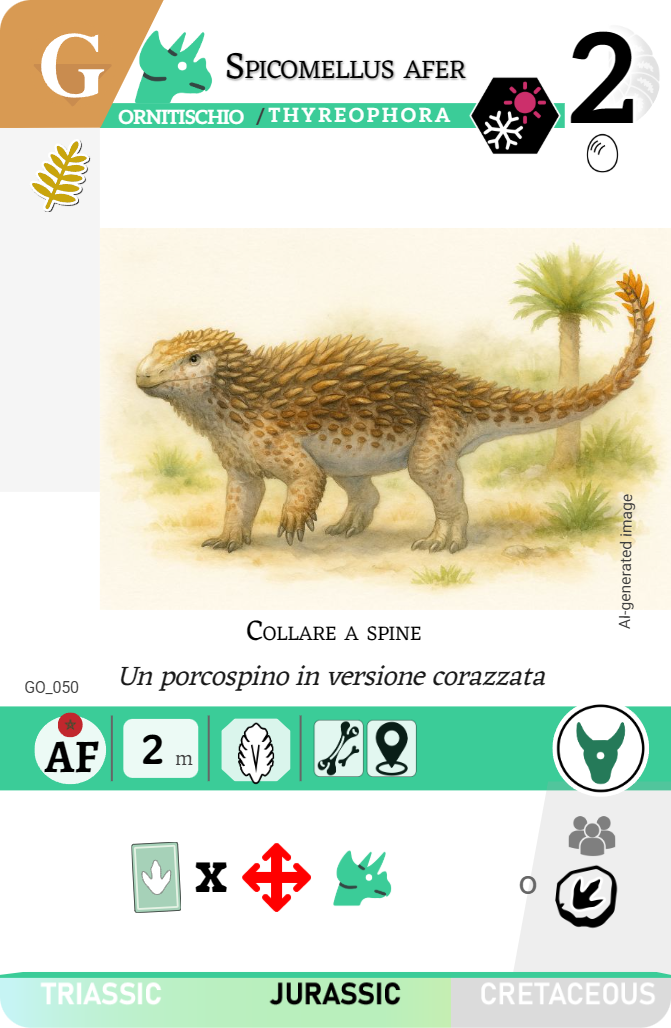 G
SPICOMELLUS AFER
2
ORNITISCHIO / THYREOPHORA
AI-generated image
COLLARE A SPINE
Un porcospino in versione corazzata
GO_050
AF
2 m
X
O
TRIASSIC JURASSIC CRETACEOUS